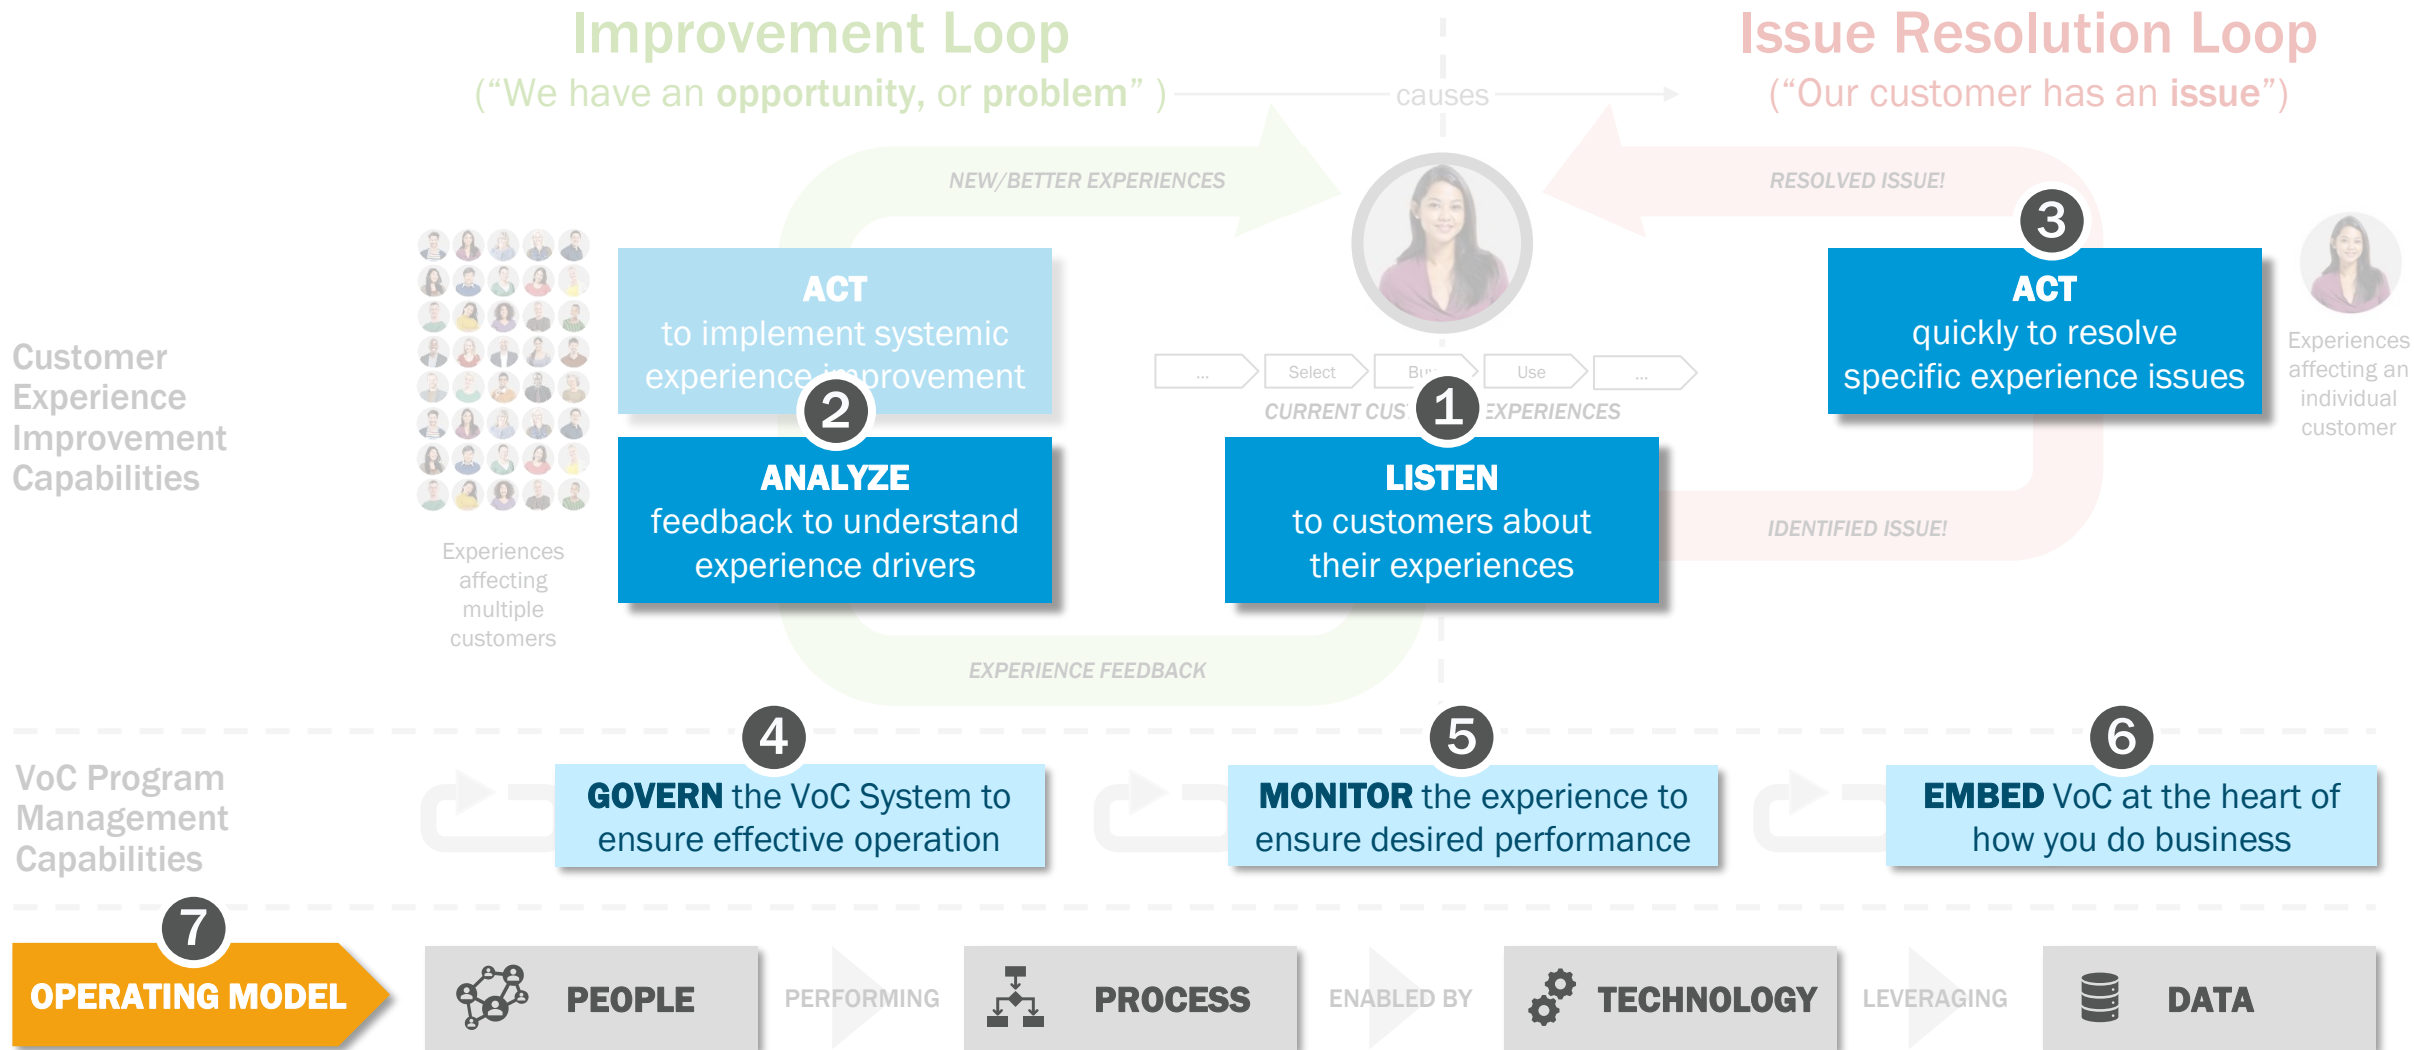 Improvement Loop
(“We have an opportunity, or problem” )
causes
Issue Resolution Loop
(“Our customer has an issue”)
NEW/BETTER EXPERIENCES
RESOLVED ISSUE!
3
ACT
to implement systemic
experience improvement
ACT
quickly to resolve
specific experience issues
Customer
Experience
Improvement
Capabilities
Experiences
affecting an
individual
customer
...
Select
Use
...
2
1
CURRENT CUS EXPERIENCES
ANALYZE
feedback to understand
experience drivers
LISTEN
to customers about
their experiences
IDENTIFIED ISSUE!
Experiences
affecting
multiple
customers
EXPERIENCE FEEDBACK
4
5
6
VoC Program
Management
Capabilities
GOVERN the VoC System to
ensure effective operation
MONITOR the experience to
ensure desired performance
EMBED VoC at the heart of
how you do business
7
OPERATING MODEL
PEOPLE
PERFORMING
PROCESS
ENABLED BY
TECHNOLOGY
LEVERAGING
DATA